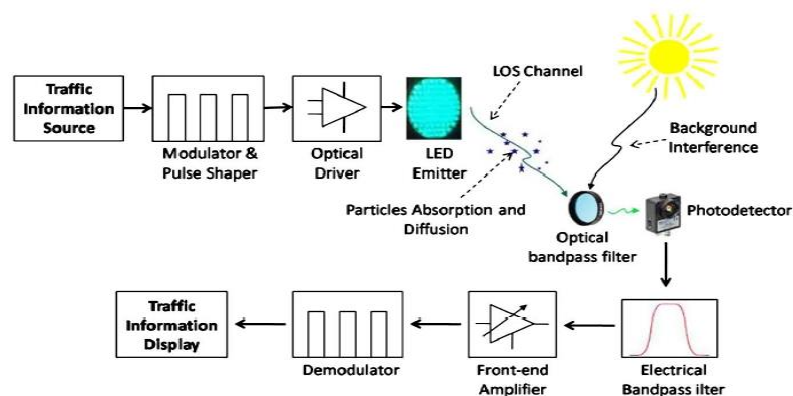 Traffic
Information
Source
Modulator &
Pulse Shaper
Optical
Driver
LED
Emitter
LOS Channel
Particles Absorption and
Diffusion
Background
Interference
Optical
bandpass filter
Photodetector
Traffic
Information
Display
Demodulator
Front-end
Amplifier
Electrical
Bandpass ilter